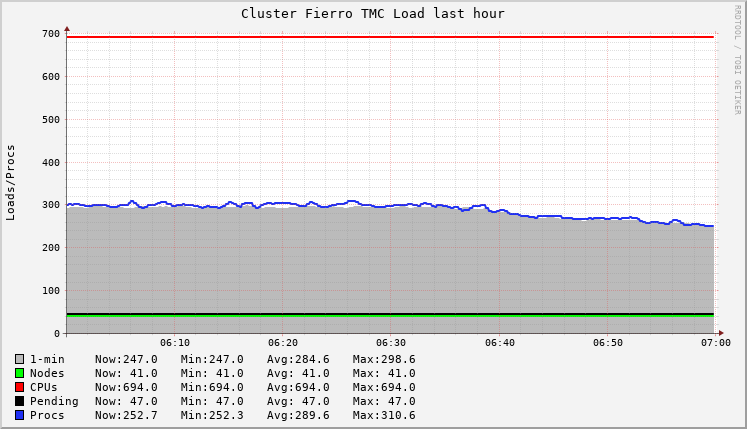 Cluster Fierro TMC Load last hour
RRDTOOL / TOBI OETIKER
Loads/Procs
700
600
500
400
300
200
100
0
06:10 06:20 06:30 06:40 06:50 07:00
1-min Now:247.0 Min:247.0 Avg:284.6 Max:298.6
Nodes Now: 41.0 Min: 41.0 Avg: 41.0 Max: 41.0
CPUs Now:694.0 Min:694.0 Avg:694.0 Max:694.0
Pending Now: 47.0 Min: 47.0 Avg: 47.0 Max: 47.0
Procs Now:252.7 Min:252.3 Avg:289.6 Max:310.6